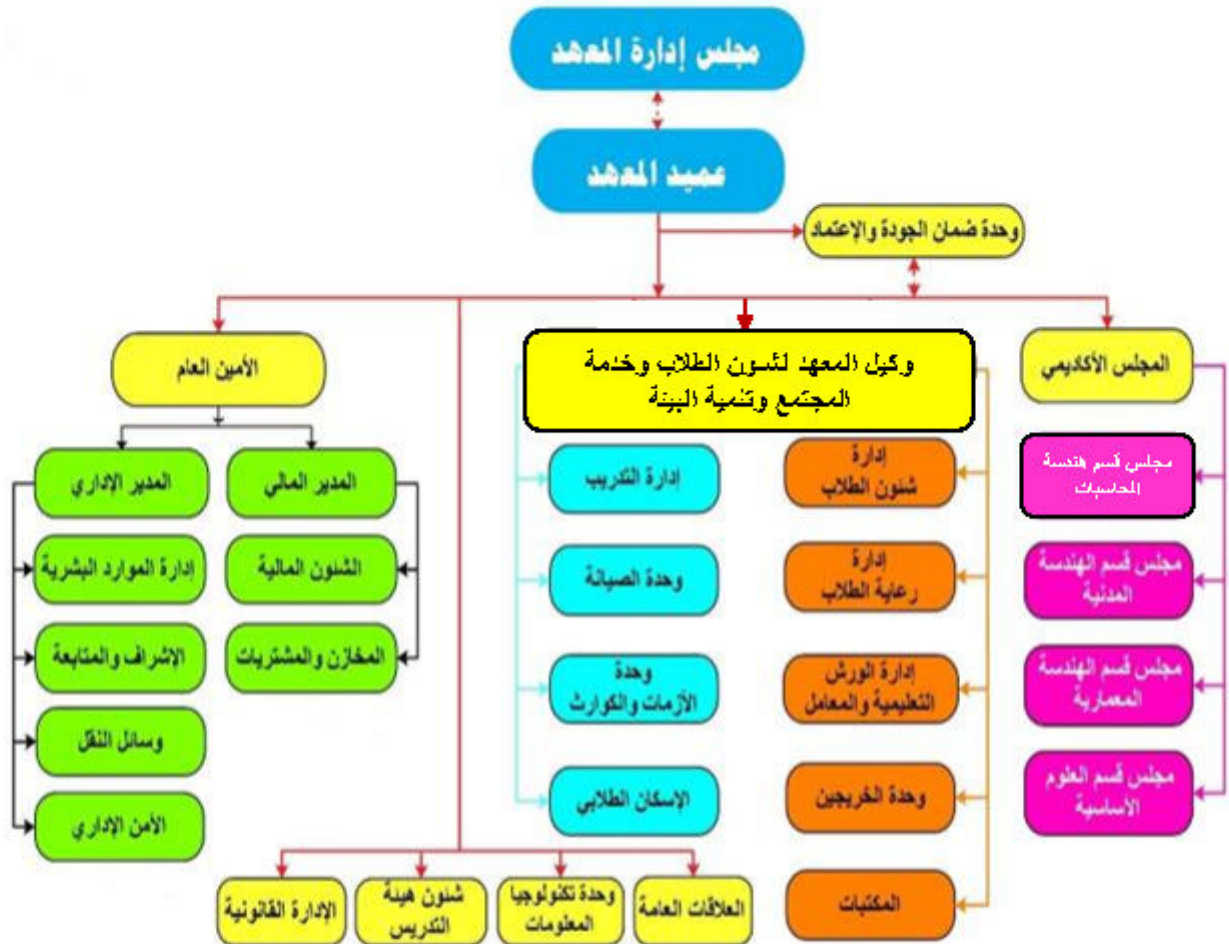 مجلس إدارة المعهد
عميد المعهد
وحدة ضمان الجودة والإعتماد
المجلس الأكاديمي
وكيل المعهد لشون الطلاب وخدمة
المجتمع وتنمية البيئة
الأمين العام
مجلس قسم هندسة
الحاسبات
مجلس قسم الهندسة
المدنية
مجلس قسم الهندسة
المعمارية
مجلس قسم العلوم
الأساسية
إدارة
شئون الطلاب
إدارة
رعاية الطلاب
إدارة الورش
التعليمية والمعامل
وحدة الخريجين
المكتبات
إدارة التدريب
وحدة الصيانة
وحدة
الأزمات والكوارث
الإسكان الطلابي
المدير المالي
الشئون المالية
المخازن والمشتريات
المدير الإداري
إدارة الموارد البشرية
الإشراف والمتابعة
وسائل النقل
الأمن الإداري
العلاقات العامة
وحدة تكنولوجيا
المعلومات
شئون هيئة
التدريس
الإدارة القانونية